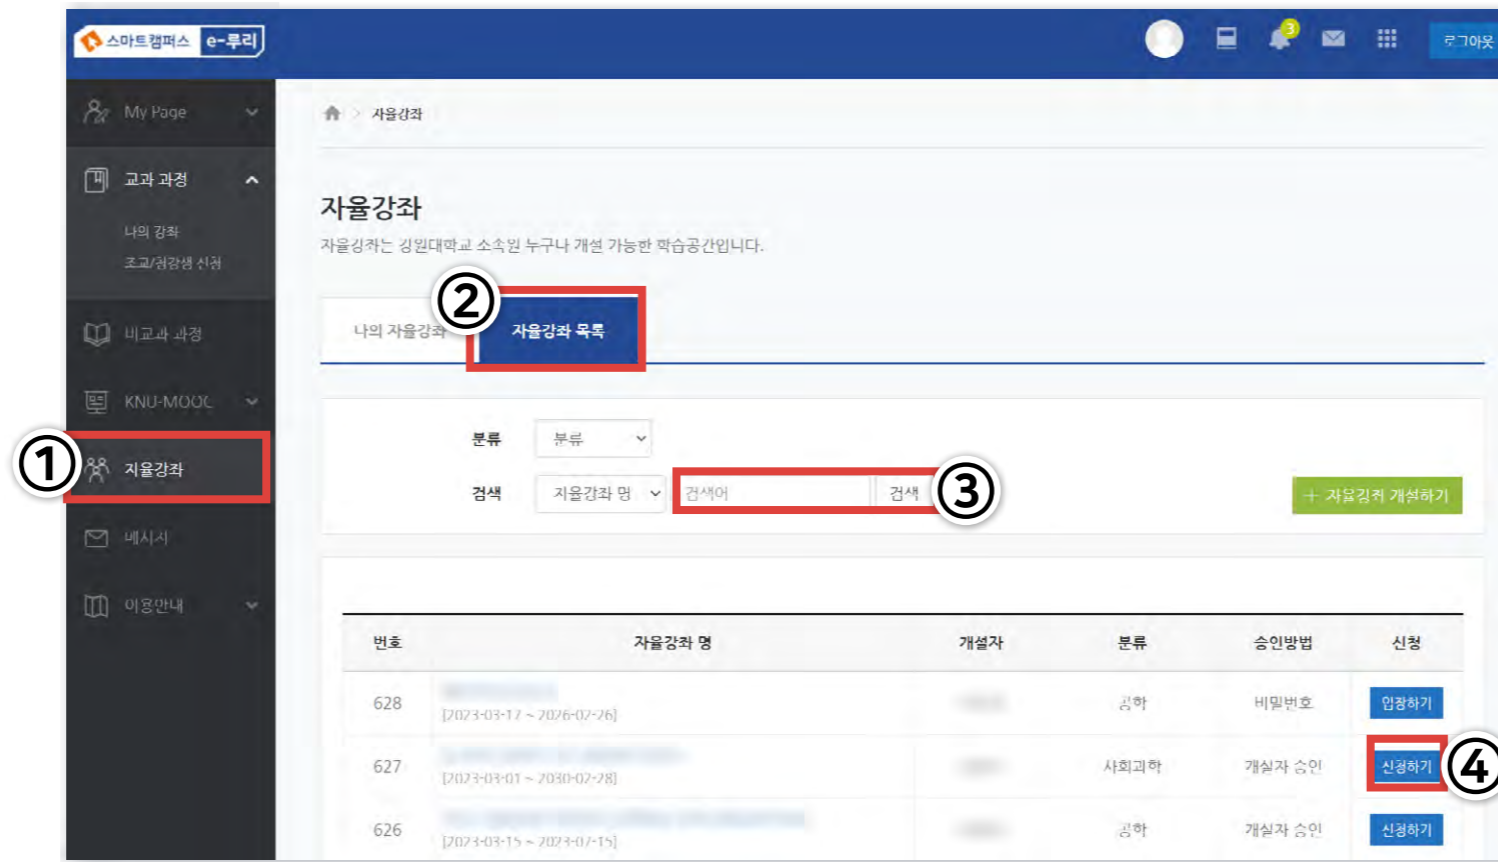 스마트캠퍼스 e-루리
3
로그아웃
My Page
교과 과정
나의 강좌
조교/청강생 신청
비교과 과정
KNU-MOOC
① 자율강좌
메시지
이용안내
> 자율강좌
자율강좌
자율강좌는 강원대학교 소속원 누구나 개설 가능한 학습공간입니다.
②
나의 자율강좌 자율강좌 목록
분류 분류
검색 자율강좌 명 검색어 검색 ③
+ 자율강좌 개설하기
번호 자율강좌 명 개설자 분류 승인방법 신청
628 [2023-03-17 ~ 2026-02-26] 공학 비밀번호 입장하기
627 [2023-03-01 ~ 2030-02-28] 사회과학 개설자 승인 신청하기 ④
626 [2023-03-15 ~ 2023-07-15] 공학 개설자 승인 신청하기